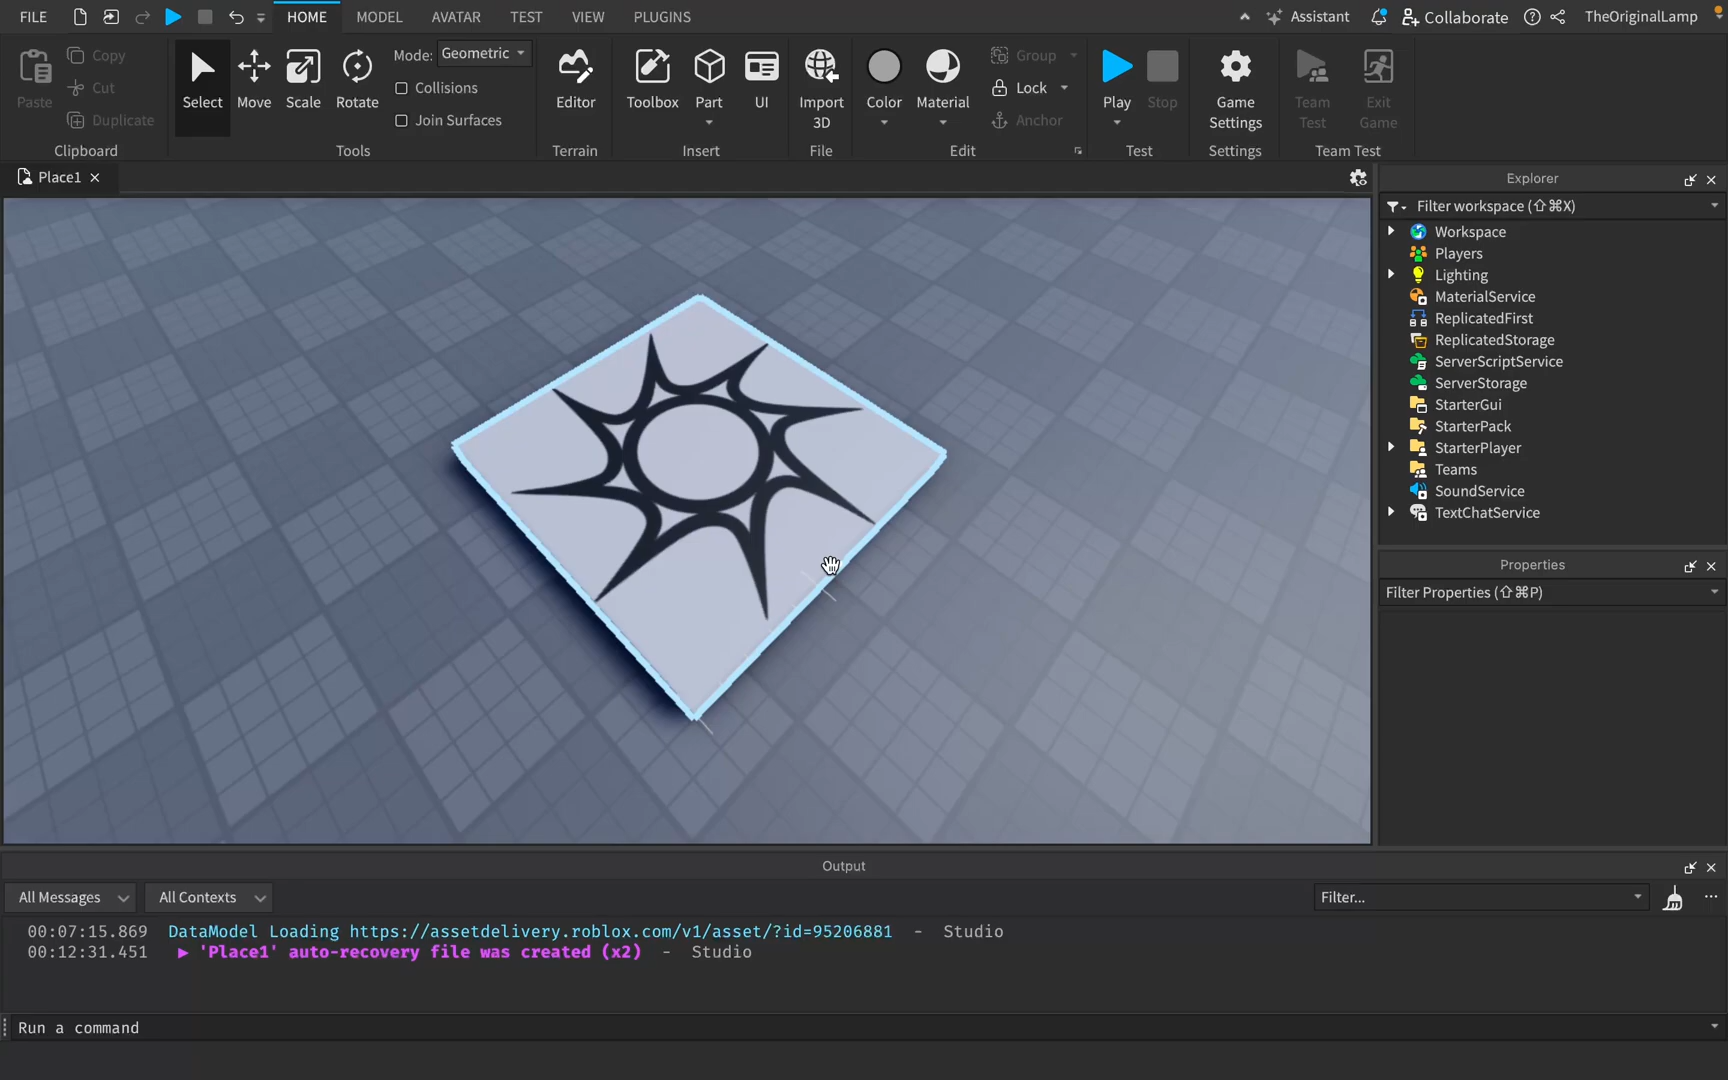 FILE HOME MODEL AVATAR TEST VIEW PLUGINS Assistant Collaborate TheOriginalLamp
Paste
Copy
Cut
Duplicate
Clipboard
Select Move Scale Rotate
Mode: Geometric
Collisions
Join Surfaces
Tools
Editor
Terrain
Toolbox Part UI
Insert
Import
3D
File
Color Material
Group
Lock
Anchor
Edit
Play Stop
Test
Game
Settings
Settings
Team
Test
Exit
Game
Team Test
Place1
Explorer
Filter workspace (⇧⌘X)
Workspace
Players
Lighting
MaterialService
ReplicatedFirst
ReplicatedStorage
ServerScriptService
ServerStorage
StarterGui
StarterPack
StarterPlayer
Teams
SoundService
TextChatService
Properties
Filter Properties (⇧⌘P)
Output
All Messages All Contexts Filter...
00:07:15.869 DataModel Loading https://assetdelivery.roblox.com/v1/asset/?id=95206881 - Studio
00:12:31.451 ▶ 'Place1' auto-recovery file was created (x2) - Studio
Run a command